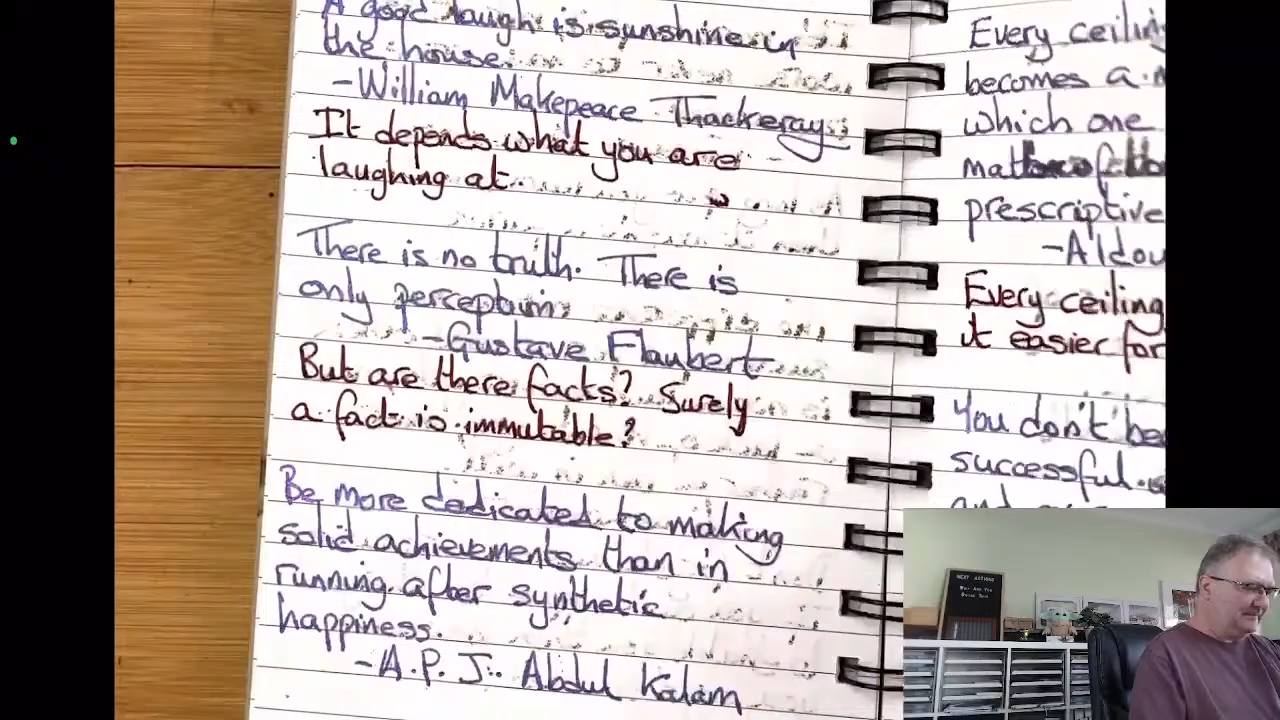 A good laugh is sunshine in
the house.
-William Makepeace Thackeray
It depends what you are
laughing at.
There is no truth. There is
only perception.
-Gustave Flaubert
But are there facts? Surely
a fact is immutable?
Be more dedicated to making
solid achievements than in
running after synthetic
happiness.
-A.P.J. Abdul Kalam
Every ceiling
becomes a
which one
prescriptive
-Aldou
Every ceiling
it easier for
You don't be
successful
NEXT ACTIONS